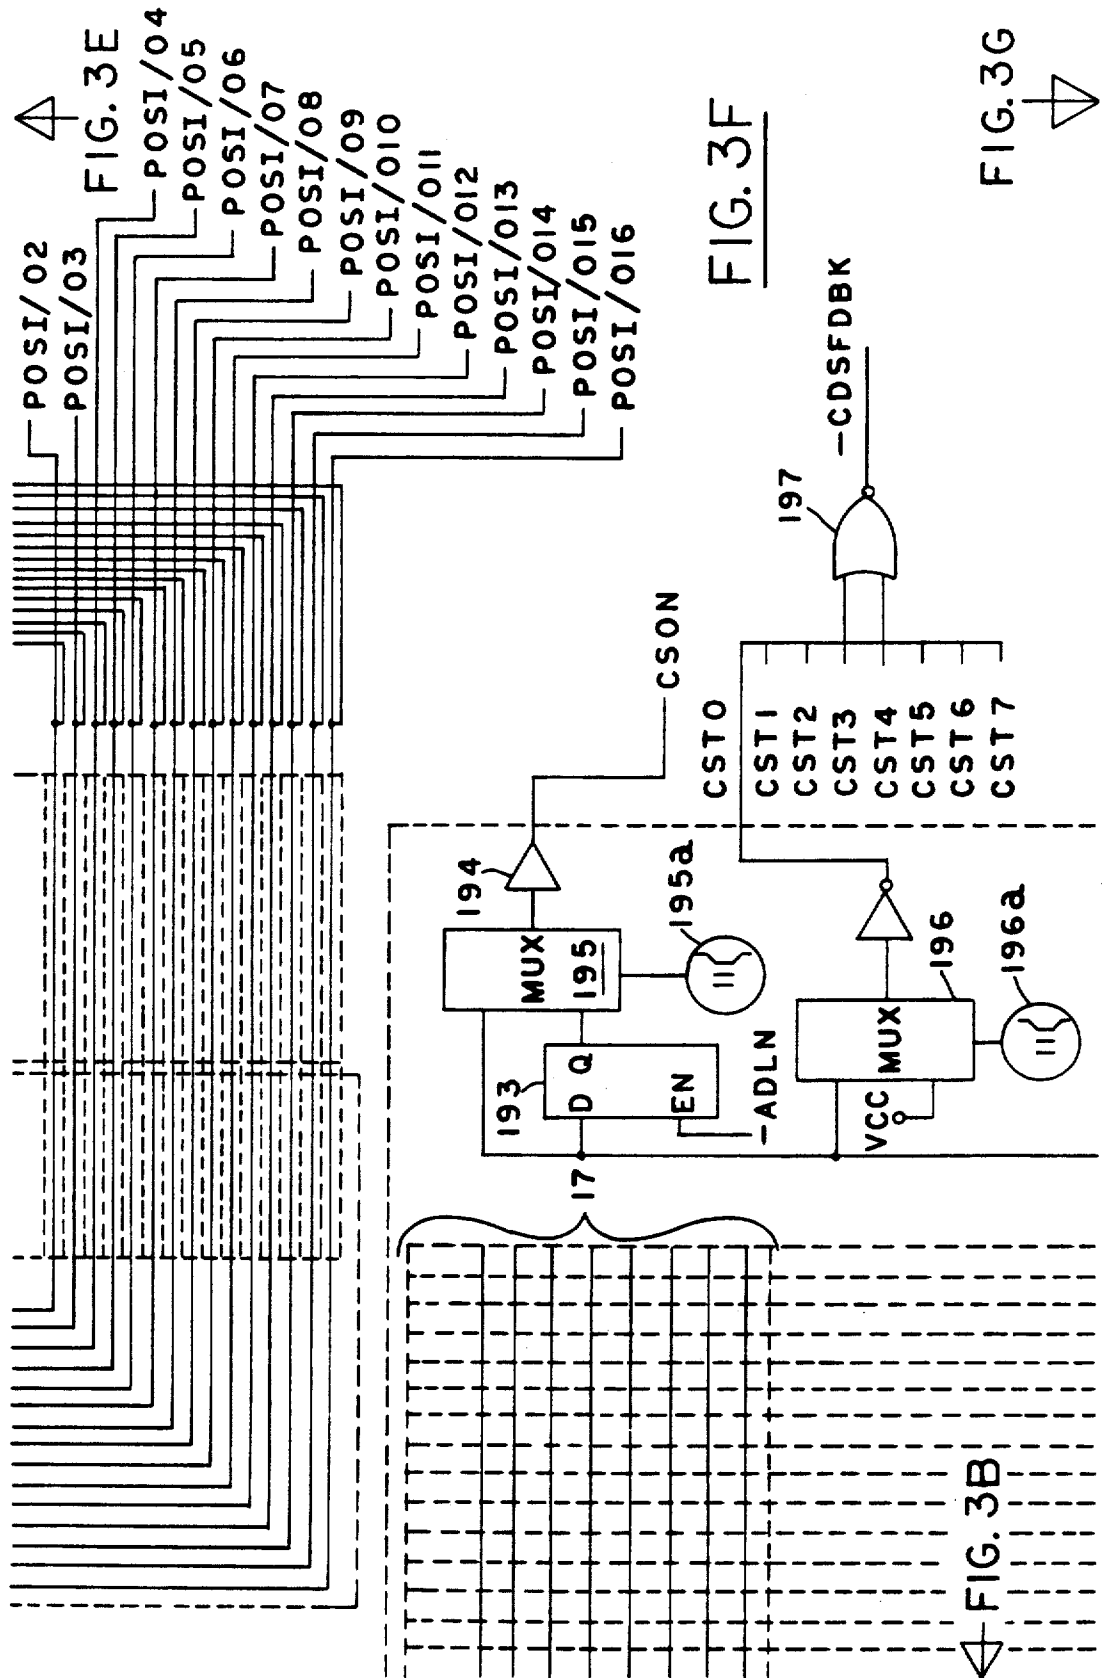 FIG. 3E
POSI/02
POSI/03
POSI/04
POSI/05
POSI/06
POSI/07
POSI/08
POSI/09
POSI/010
POSI/011
POSI/012
POSI/013
POSI/014
POSI/015
POSI/016
FIG. 3F
FIG. 3G
17
193
D Q
EN
-ADLN
MUX
195
194
195a
CSON
VCC
MUX
196
196a
CST0
CST1
CST2
CST3
CST4
CST5
CST6
CST7
197
-CDSFDBK
FIG. 3B